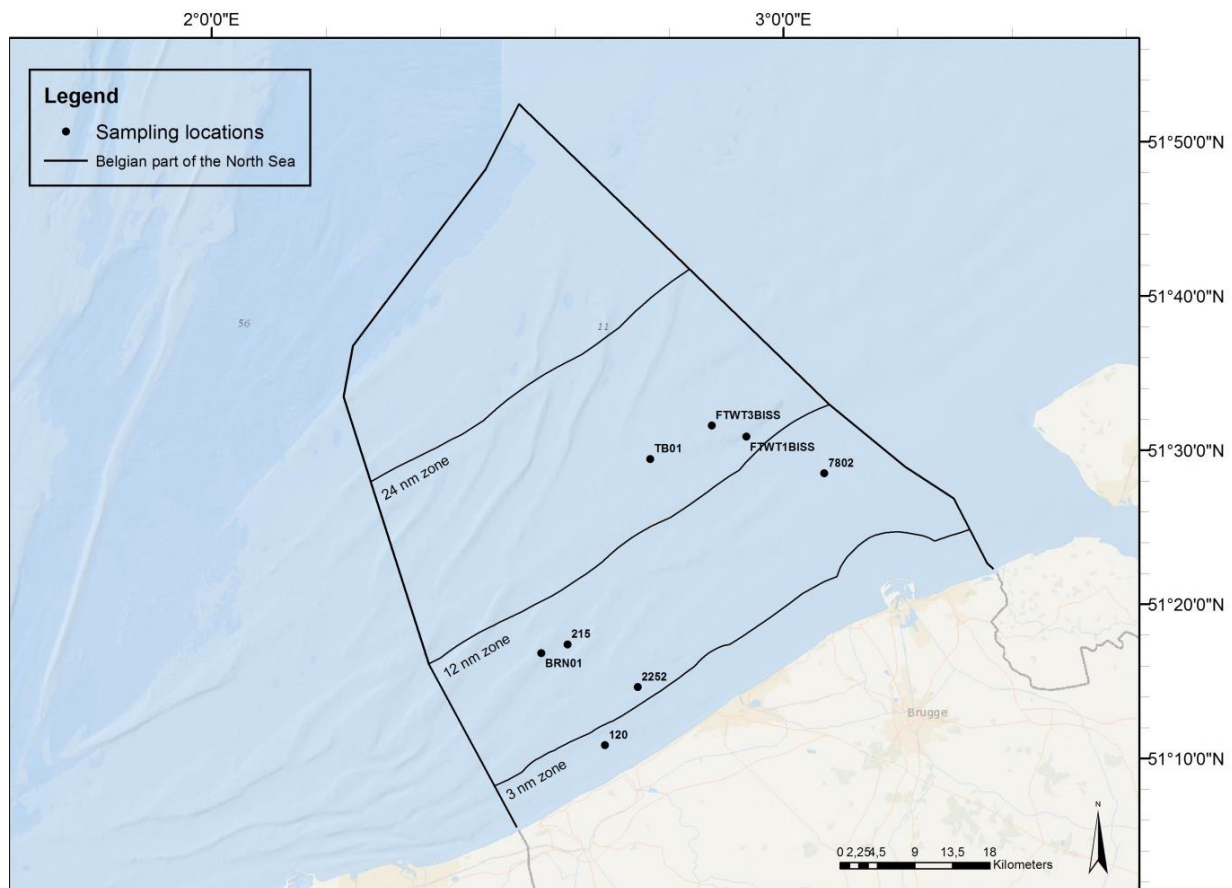 2°0'0"E
3°0'0"E
Legend
Sampling locations
Belgian part of the North Sea
51°50'0"N
51°40'0"N
56
11
FTWT3BISS
FTWT1BISS
TB01
7802
51°30'0"N
24 nm zone
51°20'0"N
215
BRN01
12 nm zone
2252
Brugge
120
51°10'0"N
3 nm zone
N
0 2,25 4,5 9 13,5 18
Kilometers